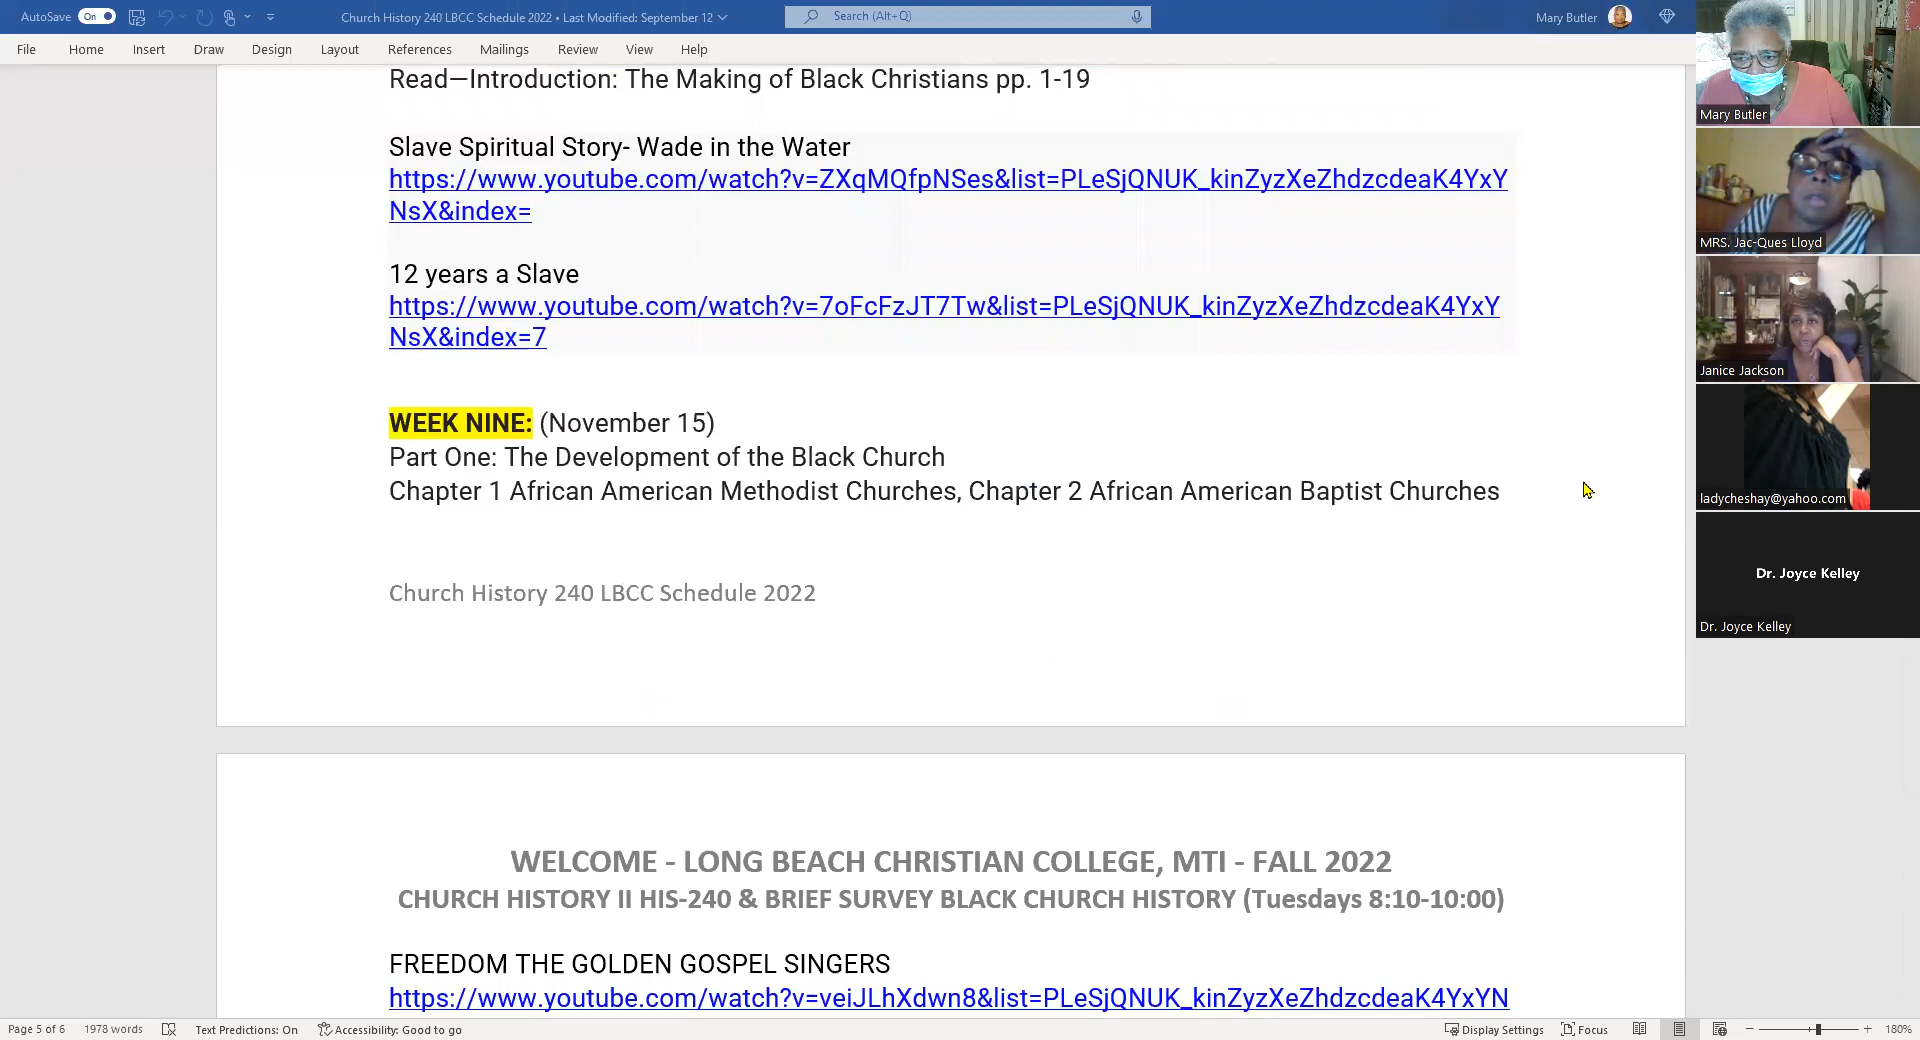 AutoSave On
Church History 240 LBCC Schedule 2022 • Last Modified: September 12
Search (Alt+Q)
Mary Butler
File Home Insert Draw Design Layout References Mailings Review View Help
Read—Introduction: The Making of Black Christians pp. 1-19
Slave Spiritual Story- Wade in the Water
https://www.youtube.com/watch?v=ZXqMQfpNSes&list=PLeSjQNUK_kinZyzXeZhdzcdeaK4YxY
NsX&index=
12 years a Slave
https://www.youtube.com/watch?v=7oFcFzJT7Tw&list=PLeSjQNUK_kinZyzXeZhdzcdeaK4YxY
NsX&index=7
WEEK NINE: (November 15)
Part One: The Development of the Black Church
Chapter 1 African American Methodist Churches, Chapter 2 African American Baptist Churches
Church History 240 LBCC Schedule 2022
WELCOME - LONG BEACH CHRISTIAN COLLEGE, MTI - FALL 2022
CHURCH HISTORY II HIS-240 & BRIEF SURVEY BLACK CHURCH HISTORY (Tuesdays 8:10-10:00)
FREEDOM THE GOLDEN GOSPEL SINGERS
https://www.youtube.com/watch?v=veiJLhXdwn8&list=PLeSjQNUK_kinZyzXeZhdzcdeaK4YxYN
Page 5 of 6 1978 words Text Predictions: On Accessibility: Good to go Display Settings Focus 180%
Mary Butler
MRS. Jac-Ques Lloyd
Janice Jackson
ladycheshay@yahoo.com
Dr. Joyce Kelley
Dr. Joyce Kelley